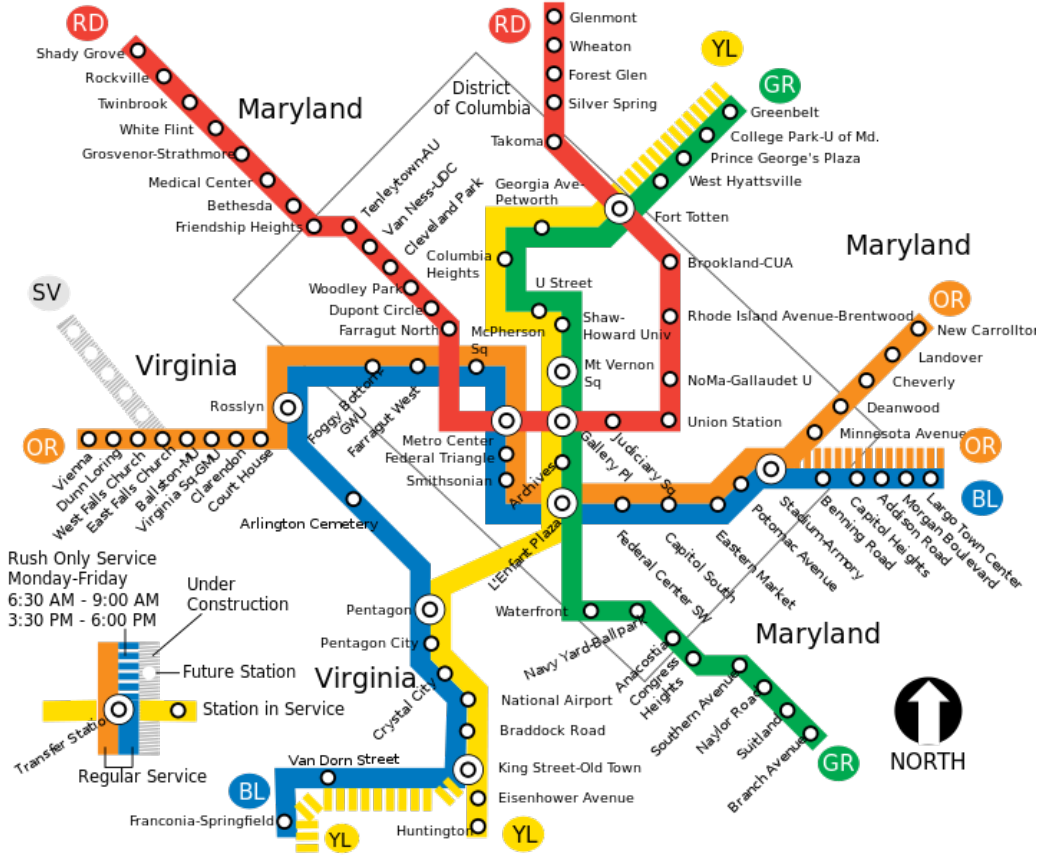 RD
Shady Grove
Rockville
Twinbrook
White Flint
Grosvenor-Strathmore
Medical Center
Bethesda
Friendship Heights
Maryland
Tenleytown-AU
Van Ness-UDC
Cleveland Park
Woodley Park
Dupont Circle
Farragut North
District
of Columbia
RD
Glenmont
Wheaton
Forest Glen
Silver Spring
Takoma
YL
GR
Greenbelt
College Park-U of Md.
Prince George's Plaza
West Hyattsville
Fort Totten
Georgia Ave-
Petworth
Columbia
Heights
U Street
Shaw-
Howard Univ
Mt Vernon
Sq
Brookland-CUA
Rhode Island Avenue-Brentwood
NoMa-Gallaudet U
Union Station
Maryland
OR
New Carrollton
Landover
Cheverly
Deanwood
Minnesota Avenue
OR
BL
SV
Virginia
Rosslyn
OR
Vienna
Dunn Loring
West Falls Church
East Falls Church
Ballston-MU
Virginia Sq-GMU
Clarendon
Court House
Foggy Bottom-
GWU
Farragut West
McPherson
Sq
Metro Center
Federal Triangle
Smithsonian
Gallery Pl
Judiciary Sq
Archives
L'Enfant Plaza
Federal Center SW
Capitol South
Eastern Market
Potomac Avenue
Stadium-Armory
Benning Road
Capitol Heights
Addison Road
Morgan Boulevard
Largo Town Center
Arlington Cemetery
Pentagon
Pentagon City
Crystal City
Virginia
National Airport
Braddock Road
King Street-Old Town
Eisenhower Avenue
Huntington
YL
Van Dorn Street
BL
Franconia-Springfield
YL
Waterfront
Navy Yard-Ballpark
Anacostia
Congress
Heights
Southern Avenue
Naylor Road
Suitland
Branch Avenue
GR
Maryland
NORTH
Rush Only Service
Monday-Friday
6:30 AM - 9:00 AM
3:30 PM - 6:00 PM
Under
Construction
Future Station
Station in Service
Transfer Station
Regular Service